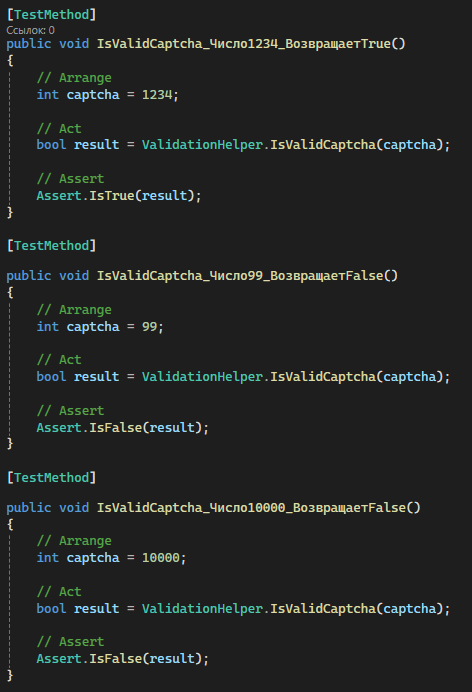 [TestMethod]
Ссылок: 0
public void IsValidCaptcha_Число1234_ВозвращаетTrue()
{
// Arrange
int captcha = 1234;
// Act
bool result = ValidationHelper.IsValidCaptcha(captcha);
// Assert
Assert.IsTrue(result);
}
[TestMethod]
public void IsValidCaptcha_Число99_ВозвращаетFalse()
{
// Arrange
int captcha = 99;
// Act
bool result = ValidationHelper.IsValidCaptcha(captcha);
// Assert
Assert.IsFalse(result);
}
[TestMethod]
public void IsValidCaptcha_Число10000_ВозвращаетFalse()
{
// Arrange
int captcha = 10000;
// Act
bool result = ValidationHelper.IsValidCaptcha(captcha);
// Assert
Assert.IsFalse(result);
}